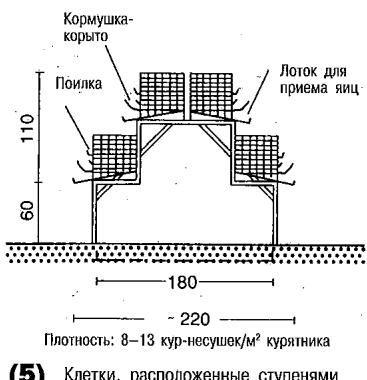 Кормушка-
корыто
Лоток для
приема яиц
Поилка
110
60
180
~ 220
Плотность: 8–13 кур-несушек/м² курятника
(5) Клетки, расположенные ступенями